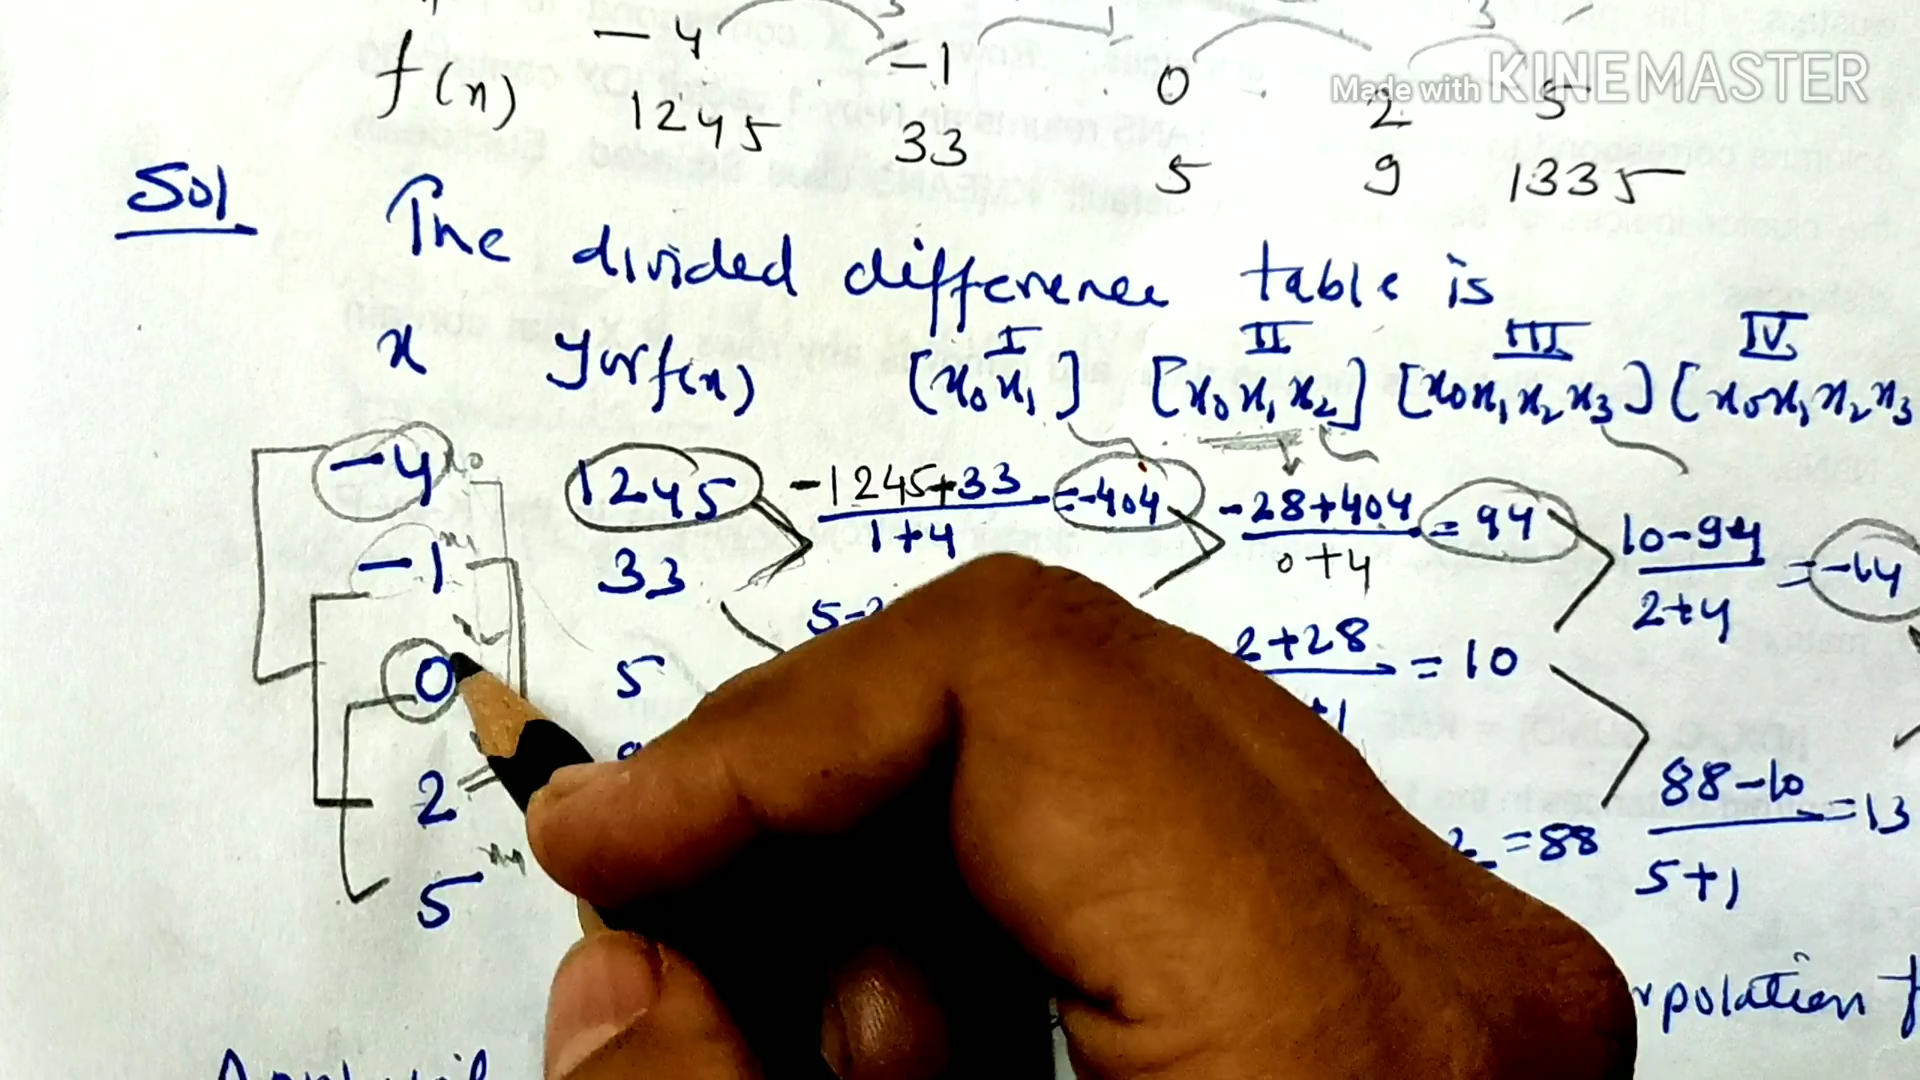 -4 -1 0 2 5
f(x) 1245 33 5 9 1335
Made with KINEMASTER
Sol The divided difference table is
I II III IV
x y or f(x) [x0 x1] [x0 x1 x2] [x0 x1 x2 x3] [x0 x1 x2 x3
-4 x0 1245 -1245+33 / 1+4 = -404 -28+404 / 0+4 = 94 10-94 / 2+4 = -14
-1 x1 33
0 5 2+28 = 10
2 88-10 / 5+1 = 13
5 x4 = 88
rpolation f